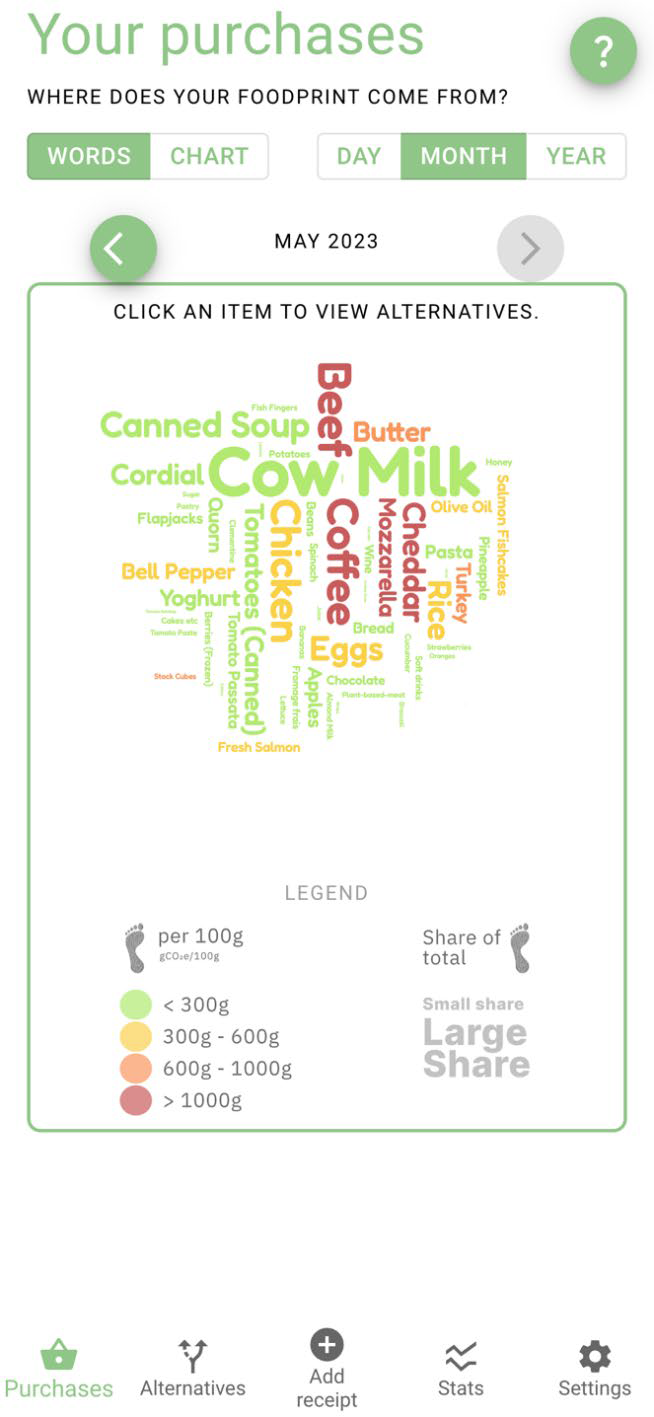 Your purchases
?
WHERE DOES YOUR FOODPRINT COME FROM?
WORDS
CHART
DAY
MONTH
YEAR
MAY 2023
CLICK AN ITEM TO VIEW ALTERNATIVES.
Beef
Fish Fingers
Canned Soup
Butter
Potatoes
Cow Milk
Honey
Cordial
Sugar
Pastry
Flapjacks
Quorn
Clementine
Tomatoes (Canned)
Chicken
Beans
Spinach
Coffee
Wine
Mozzarella
Cheddar
Olive Oil
Salmon Fishcakes
Pasta
Pineapple
Turkey
Rice
Bell Pepper
Yoghurt
Cakes etc
Tomato Paste
Berries (Frozen)
Tomato Passata
Bananas
Bread
Eggs
Cucumber
Strawberries
Oranges
Soft drinks
Stock Cubes
Fromage frais
Apples
Chocolate
Plant-based-meat
Lettuce
Almond Milk
Broccoli
Fresh Salmon
LEGEND
per 100g
gCO₂e/100g
Share of
total
< 300g
300g - 600g
600g - 1000g
> 1000g
Small share
Large
Share
Purchases
Alternatives
Add
receipt
Stats
Settings